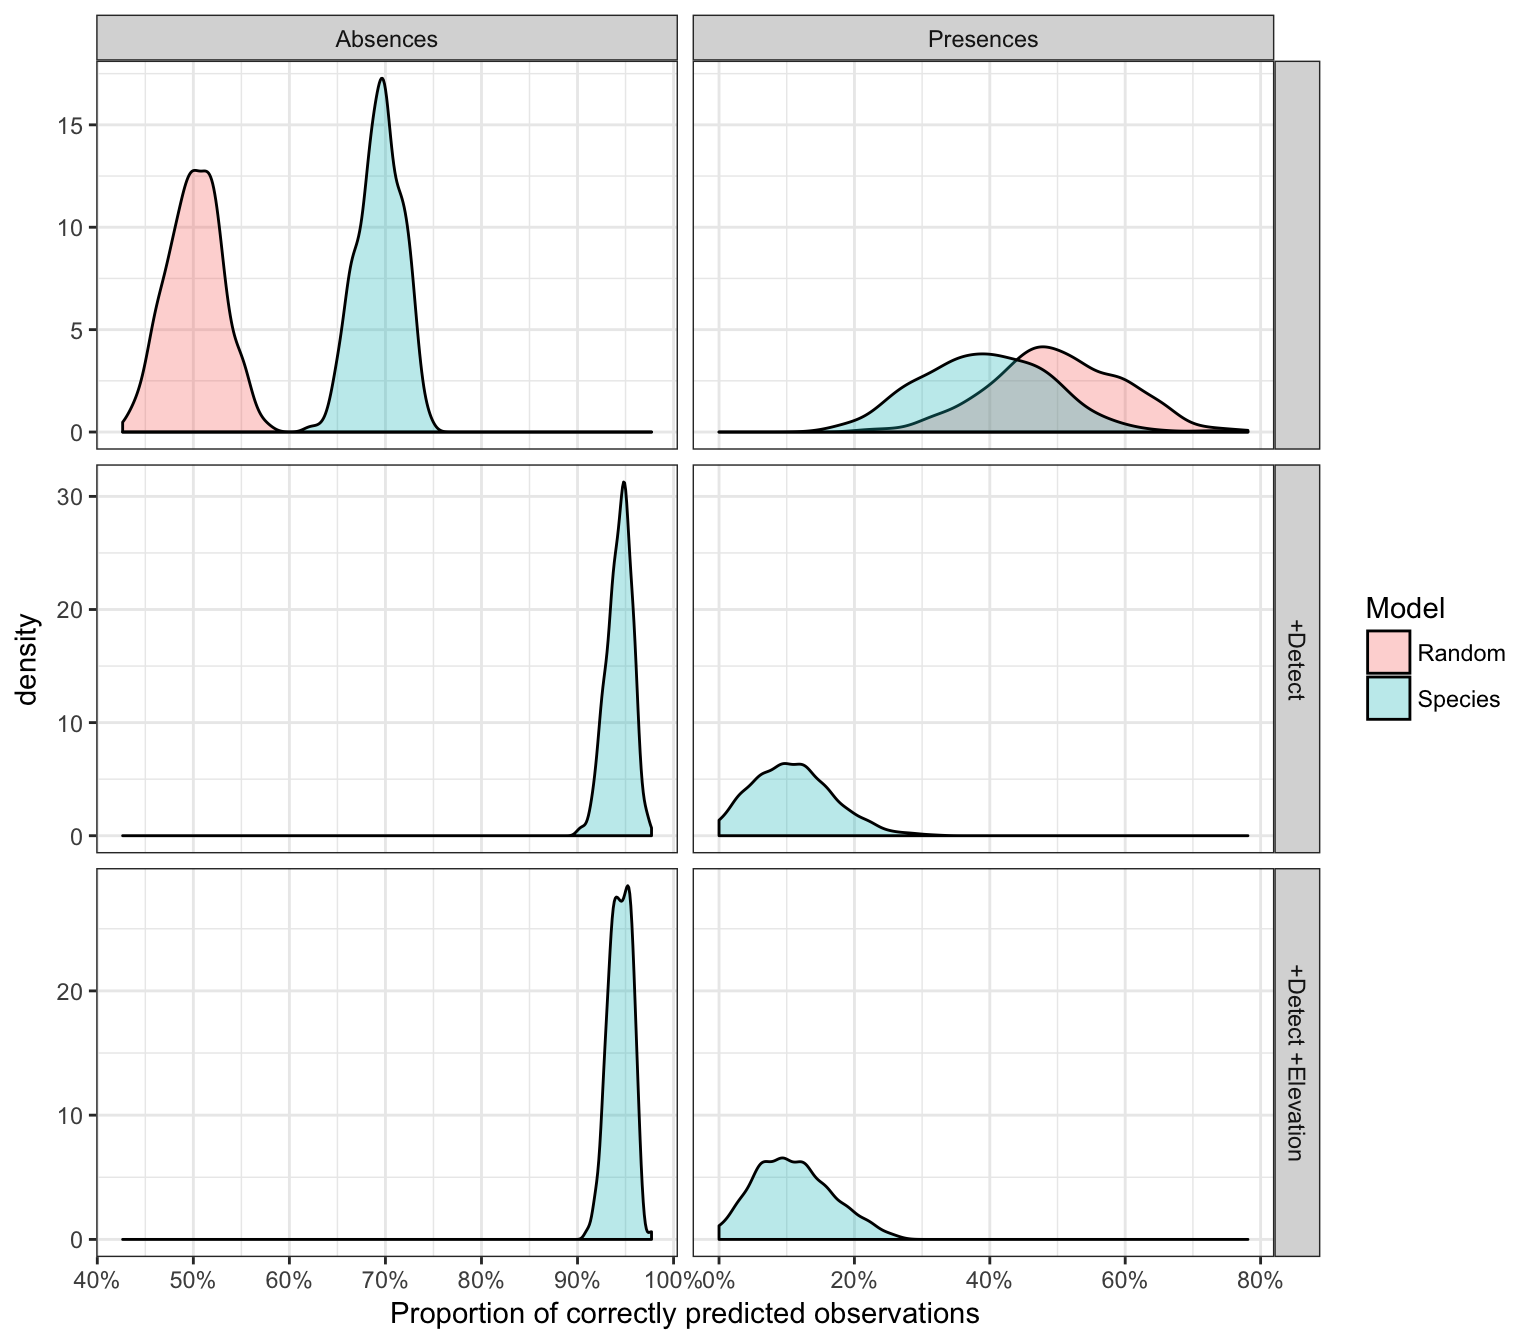 Absences
Presences
15
10
5
0
30
20
10
0
+Detect
20
10
0
+Detect +Elevation
40%
50%
60%
70%
80%
90%
100%
0%
20%
40%
60%
80%
Proportion of correctly predicted observations
density
Model
Random
Species